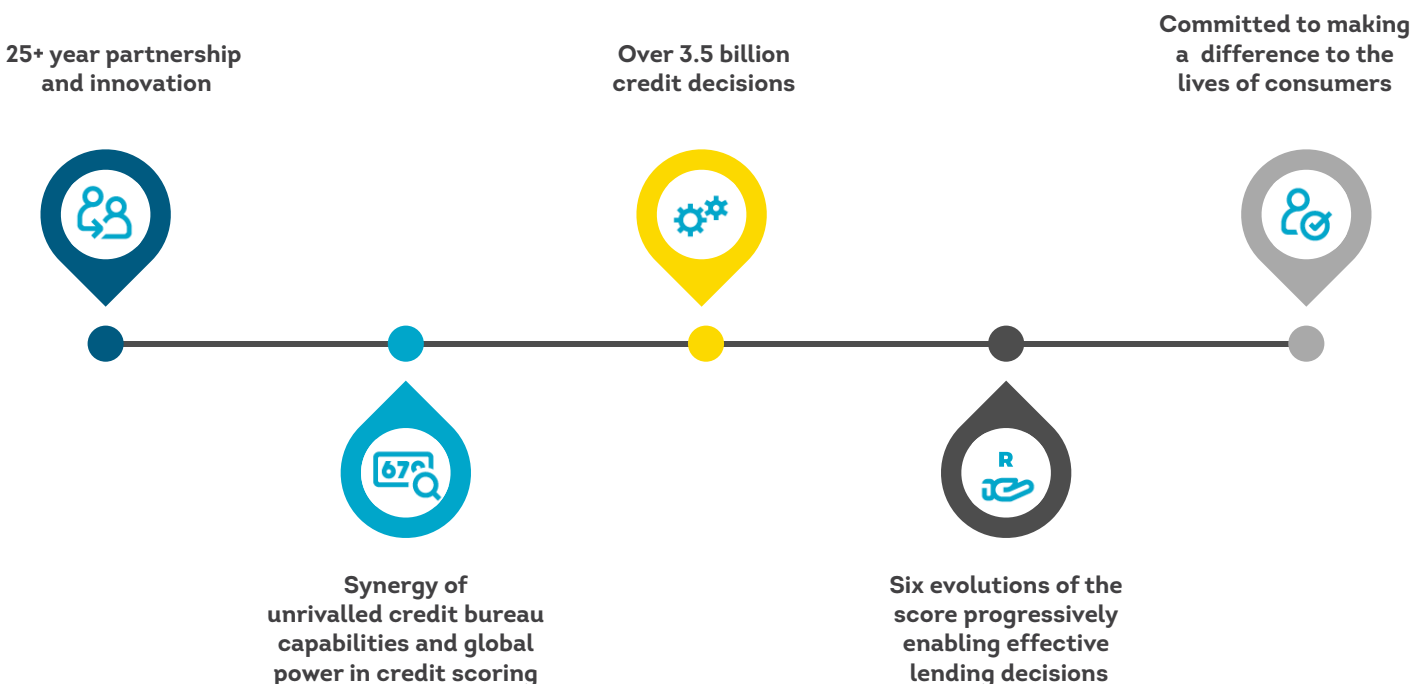 25+ year partnership
and innovation
Synergy of
unrivalled credit bureau
capabilities and global
power in credit scoring
Over 3.5 billion
credit decisions
Six evolutions of the
score progressively
enabling effective
lending decisions
Committed to making
a  difference to the
lives of consumers
R